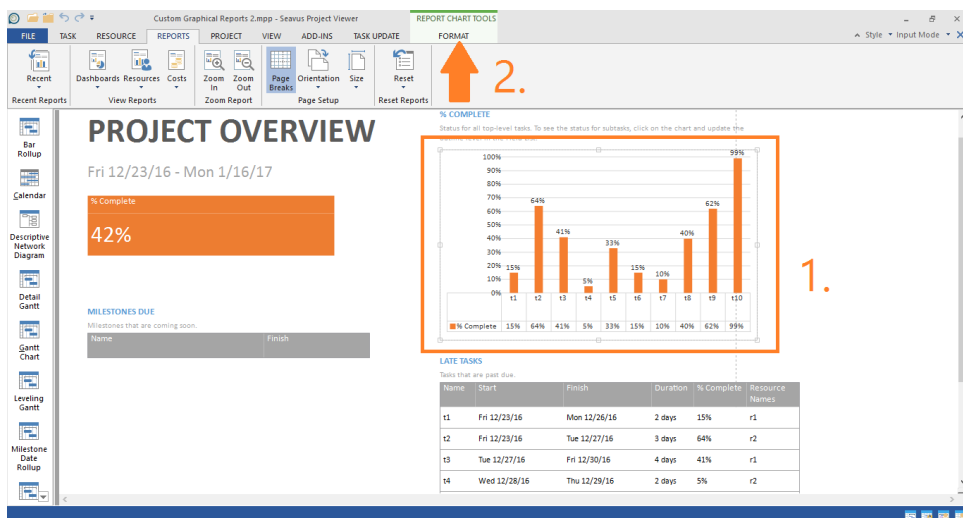 Custom Graphical Reports 2.mpp - Seavus Project Viewer
REPORT CHART TOOLS
FILE TASK RESOURCE REPORTS PROJECT VIEW ADD-INS TASK UPDATE FORMAT
Style Input Mode
Recent
Dashboards Resources Costs
Zoom In
Zoom Out
Page Breaks
Orientation Size
Reset
Recent Reports View Reports Zoom Report Page Setup Reset Reports
2.
Bar Rollup
Calendar
Descriptive Network Diagram
Detail Gantt
Gantt Chart
Leveling Gantt
Milestone Date Rollup
PROJECT OVERVIEW
Fri 12/23/16 - Mon 1/16/17
% Complete
42%
MILESTONES DUE
Milestones that are coming soon.
Name Finish
% COMPLETE
Status for all top-level tasks. To see the status for subtasks, click on the chart and update the
100%
90%
80%
70%
60%
50%
40%
30%
20%
10%
0%
15% 64% 41% 5% 33% 15% 10% 40% 62% 99%
t1 t2 t3 t4 t5 t6 t7 t8 t9 t10
% Complete 15% 64% 41% 5% 33% 15% 10% 40% 62% 99%
1.
LATE TASKS
Tasks that are past due.
Name Start Finish Duration % Complete Resource Names
t1 Fri 12/23/16 Mon 12/26/16 2 days 15% r1
t2 Fri 12/23/16 Tue 12/27/16 3 days 64% r2
t3 Tue 12/27/16 Fri 12/30/16 4 days 41% r1
t4 Wed 12/28/16 Thu 12/29/16 2 days 5% r2